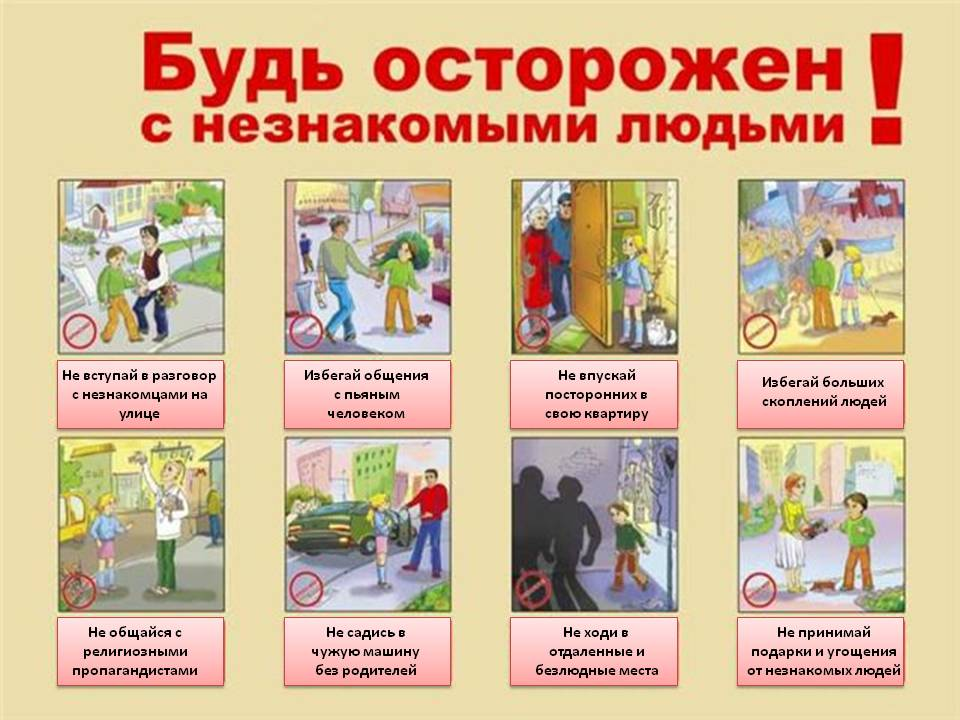 Будь осторожен
с незнакомыми людьми!
Не вступай в разговор
с незнакомцами на
улице
Избегай общения
с пьяным
человеком
Не впускай
посторонних в
свою квартиру
Избегай больших
скоплений людей
Не общайся с
религиозными
пропагандистами
Не садись в
чужую машину
без родителей
Не ходи в
отдаленные и
безлюдные места
Не принимай
подарки и угощения
от незнакомых людей